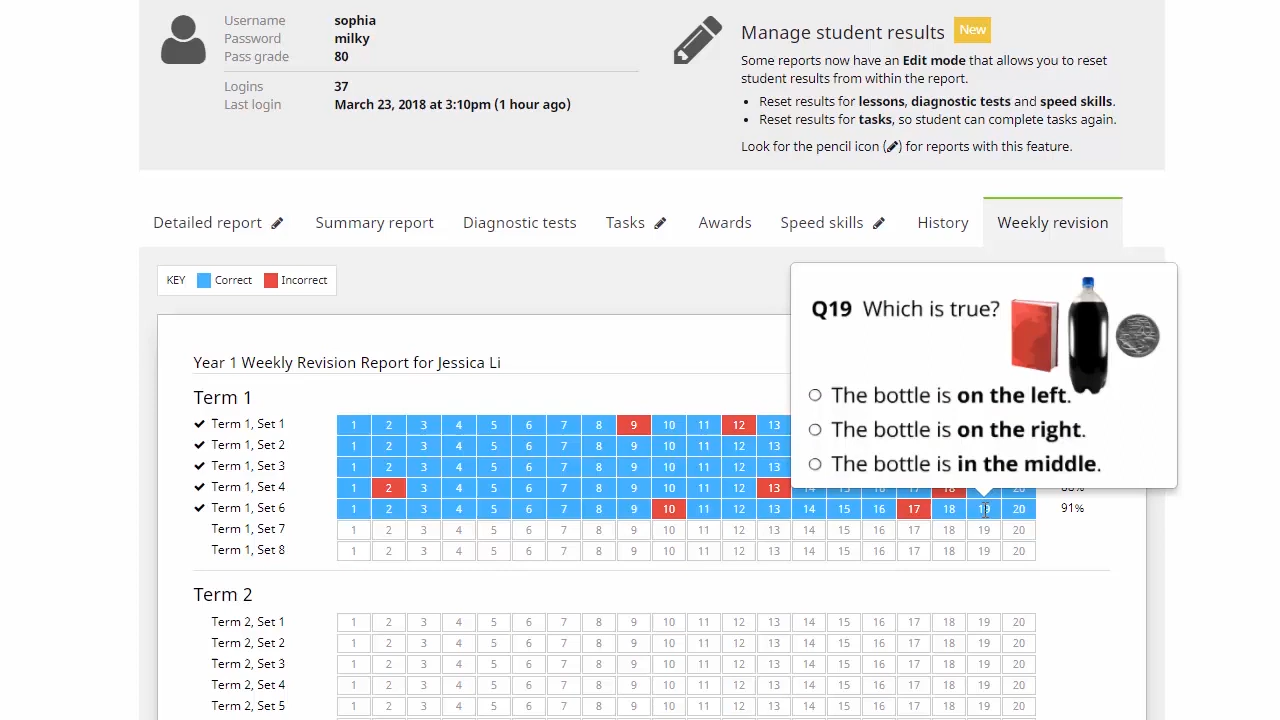 Username sophia
Password milky
Pass grade 80
Logins 37
Last login March 23, 2018 at 3:10pm (1 hour ago)
Manage student results New
Some reports now have an Edit mode that allows you to reset
student results from within the report.
• Reset results for lessons, diagnostic tests and speed skills.
• Reset results for tasks, so student can complete tasks again.
Look for the pencil icon ( ) for reports with this feature.
Detailed report Summary report Diagnostic tests Tasks Awards Speed skills History Weekly revision
KEY Correct Incorrect
Q19 Which is true?
The bottle is on the left.
The bottle is on the right.
The bottle is in the middle.
Year 1 Weekly Revision Report for Jessica Li
Term 1
Term 1, Set 1 1 2 3 4 5 6 7 8 9 10 11 12 13
Term 1, Set 2 1 2 3 4 5 6 7 8 9 10 11 12 13
Term 1, Set 3 1 2 3 4 5 6 7 8 9 10 11 12 13
Term 1, Set 4 1 2 3 4 5 6 7 8 9 10 11 12 13 14 15 16 17 18 20
Term 1, Set 6 1 2 3 4 5 6 7 8 9 10 11 12 13 14 15 16 17 18 19 20 91%
Term 1, Set 7 1 2 3 4 5 6 7 8 9 10 11 12 13 14 15 16 17 18 19 20
Term 1, Set 8 1 2 3 4 5 6 7 8 9 10 11 12 13 14 15 16 17 18 19 20
Term 2
Term 2, Set 1 1 2 3 4 5 6 7 8 9 10 11 12 13 14 15 16 17 18 19 20
Term 2, Set 2 1 2 3 4 5 6 7 8 9 10 11 12 13 14 15 16 17 18 19 20
Term 2, Set 3 1 2 3 4 5 6 7 8 9 10 11 12 13 14 15 16 17 18 19 20
Term 2, Set 4 1 2 3 4 5 6 7 8 9 10 11 12 13 14 15 16 17 18 19 20
Term 2, Set 5 1 2 3 4 5 6 7 8 9 10 11 12 13 14 15 16 17 18 19 20